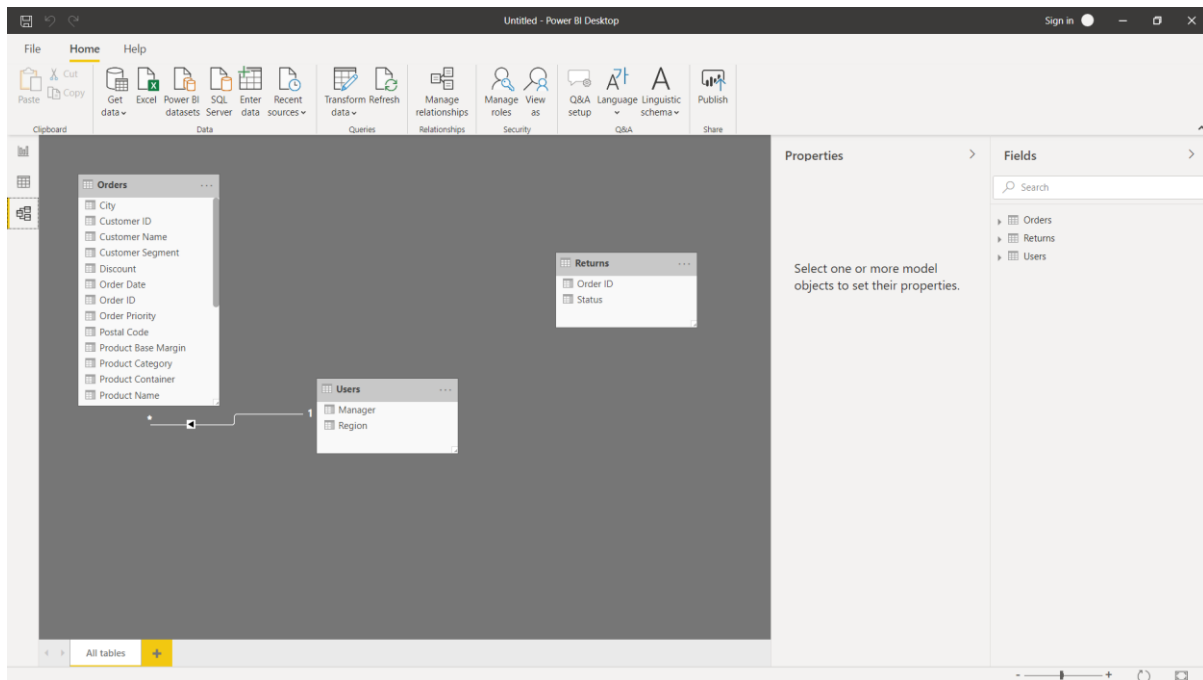 Untitled - Power BI Desktop
Sign in
File Home Help
Paste
Cut
Copy
Clipboard
Get data
Excel
Power BI datasets
SQL Server
Enter data
Recent sources
Data
Transform data
Refresh
Queries
Manage relationships
Relationships
Manage roles
View as
Security
Q&A setup
Language
Linguistic schema
Q&A
Publish
Share
Orders
City
Customer ID
Customer Name
Customer Segment
Discount
Order Date
Order ID
Order Priority
Postal Code
Product Base Margin
Product Category
Product Container
Product Name
* 1
Users
Manager
Region
Returns
Order ID
Status
Properties
Select one or more model
objects to set their properties.
Fields
Search
Orders
Returns
Users
All tables